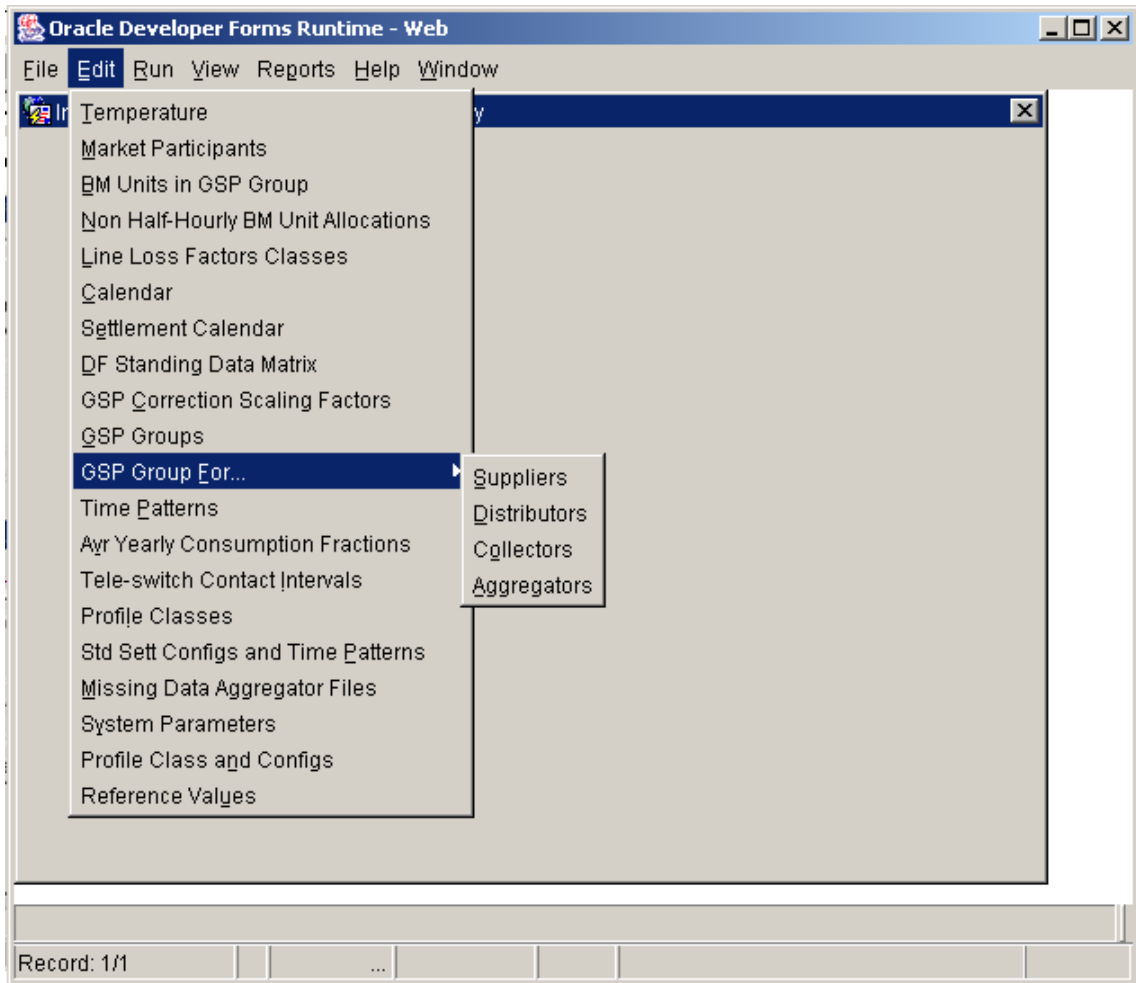 Oracle Developer Forms Runtime - Web
File Edit Run View Reports Help Window
Temperature
Market Participants
BM Units in GSP Group
Non Half-Hourly BM Unit Allocations
Line Loss Factors Classes
Calendar
Settlement Calendar
DF Standing Data Matrix
GSP Correction Scaling Factors
GSP Groups
GSP Group For...
Suppliers
Distributors
Collectors
Aggregators
Time Patterns
Avr Yearly Consumption Fractions
Tele-switch Contact Intervals
Profile Classes
Std Sett Configs and Time Patterns
Missing Data Aggregator Files
System Parameters
Profile Class and Configs
Reference Values
Record: 1/1
...